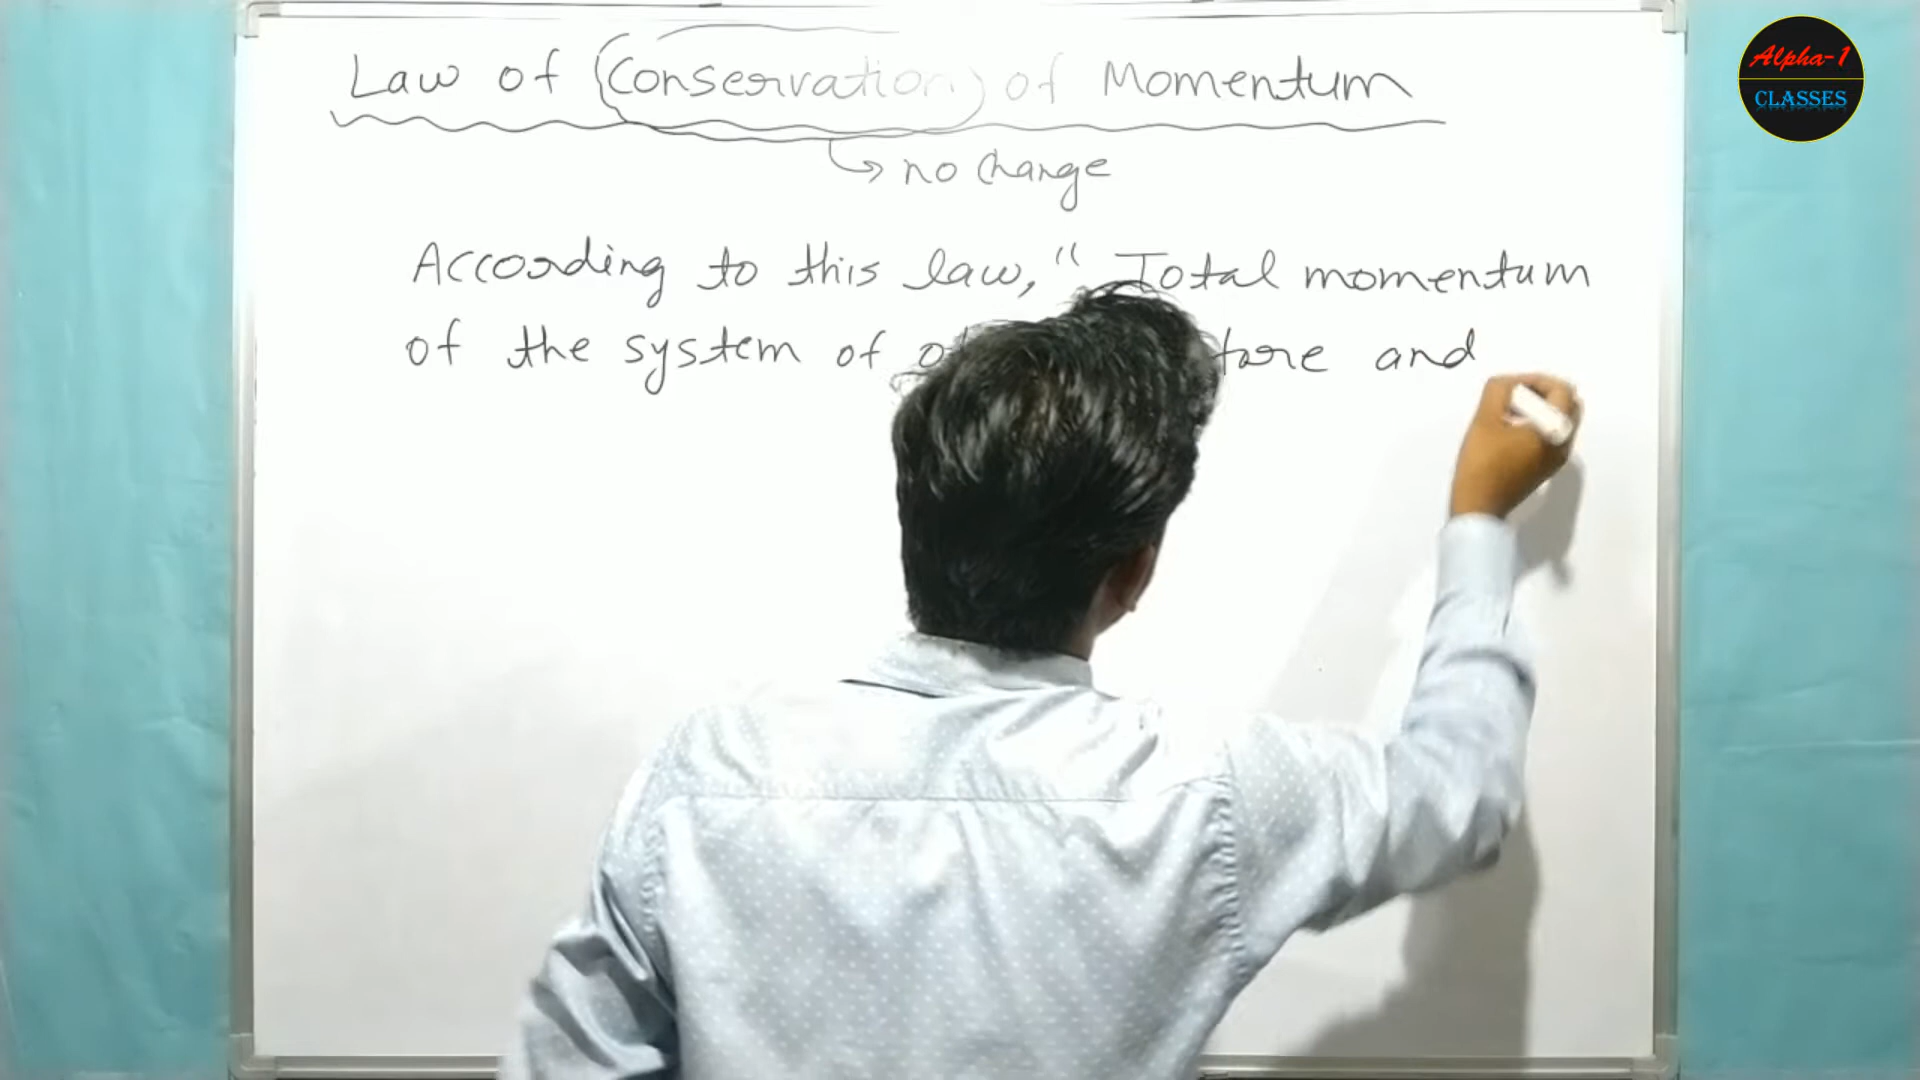 Law of (Conservation) of Momentum
no change
According to this law, " Total momentum
of the system of and
Alpha-1
CLASSES